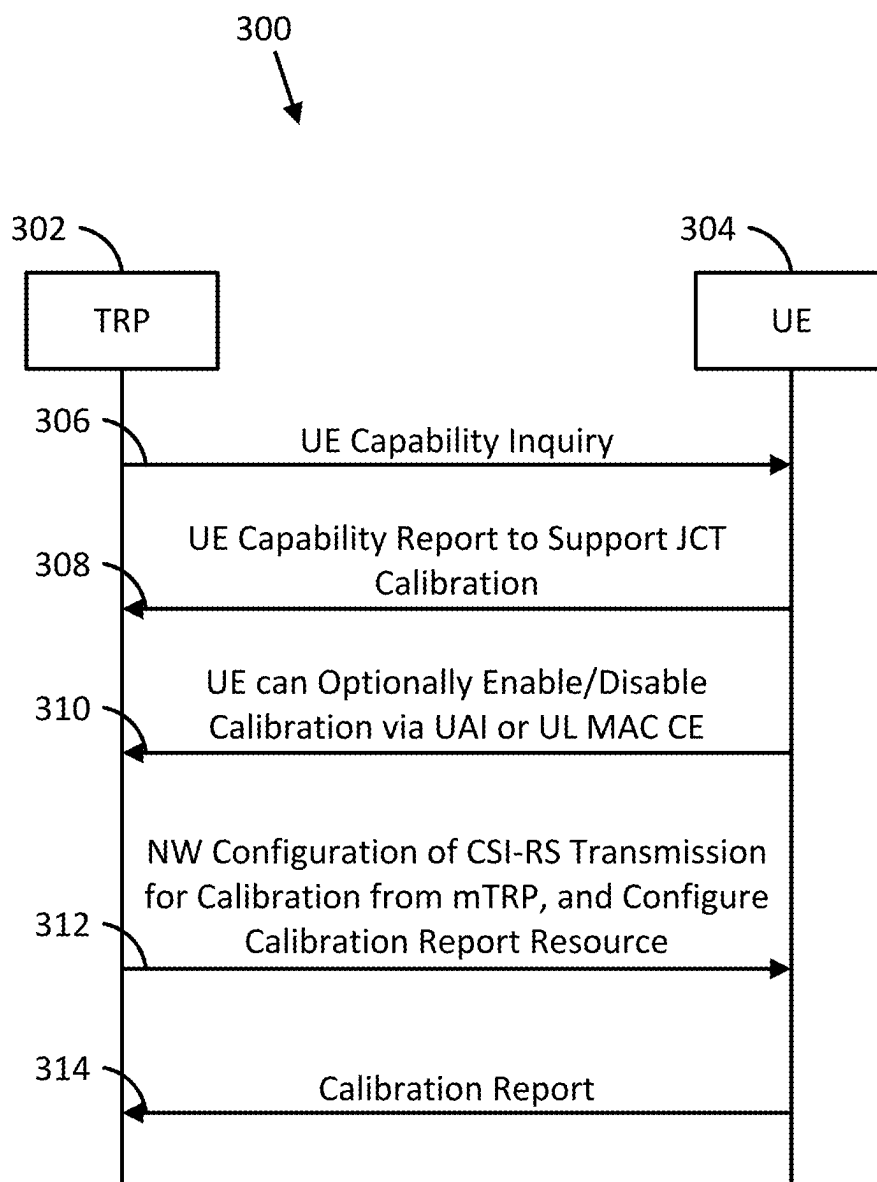 300
302
304
TRP
UE
306
UE Capability Inquiry
UE Capability Report to Support JCT
308
Calibration
UE can Optionally Enable/Disable
310
Calibration via UAI or UL MAC CE
NW Configuration of CSI-RS Transmission
for Calibration from mTRP, and Configure
312
Calibration Report Resource
314
Calibration Report